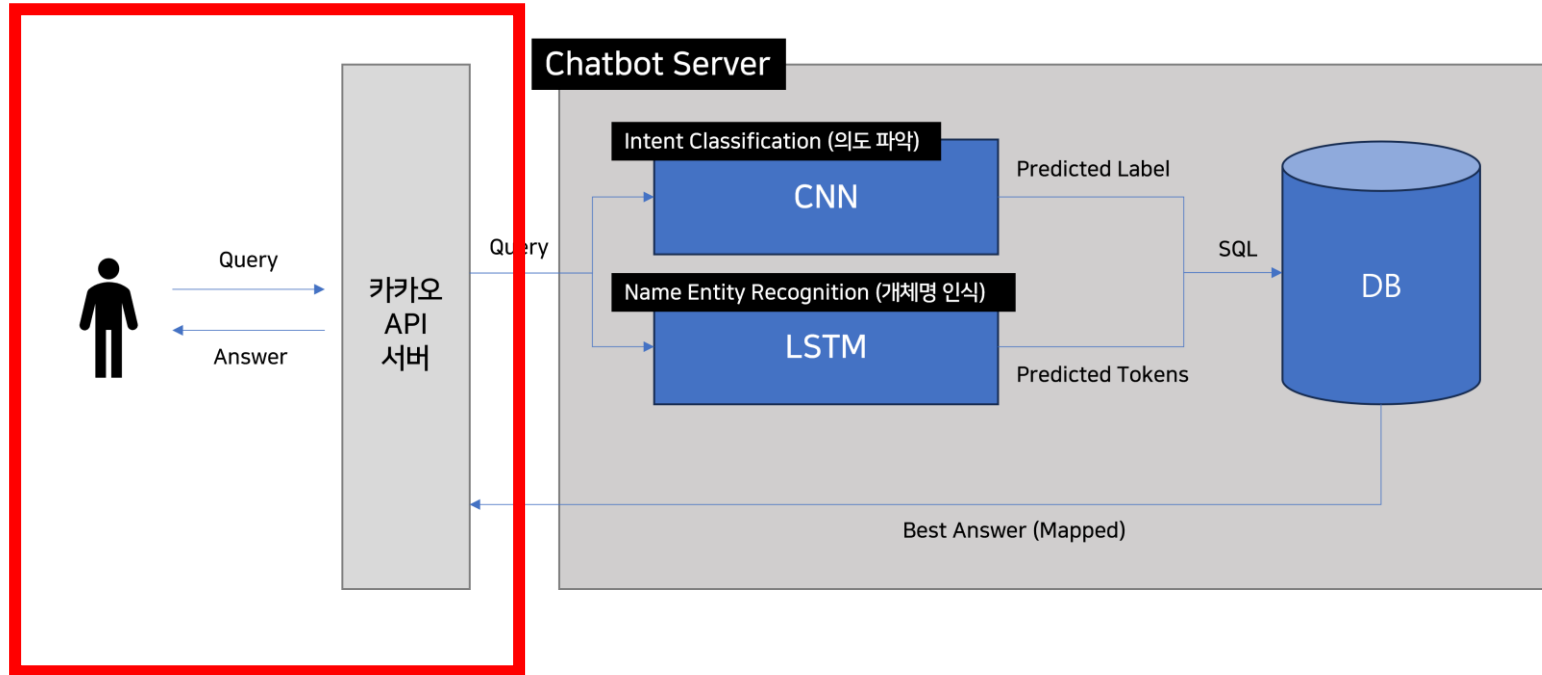 Chatbot Server
Intent Classification (의도 파악)
CNN
Predicted Label
Query
Answer
카카오
API
서버
Query
Name Entity Recognition (개체명 인식)
LSTM
Predicted Tokens
SQL
DB
Best Answer (Mapped)